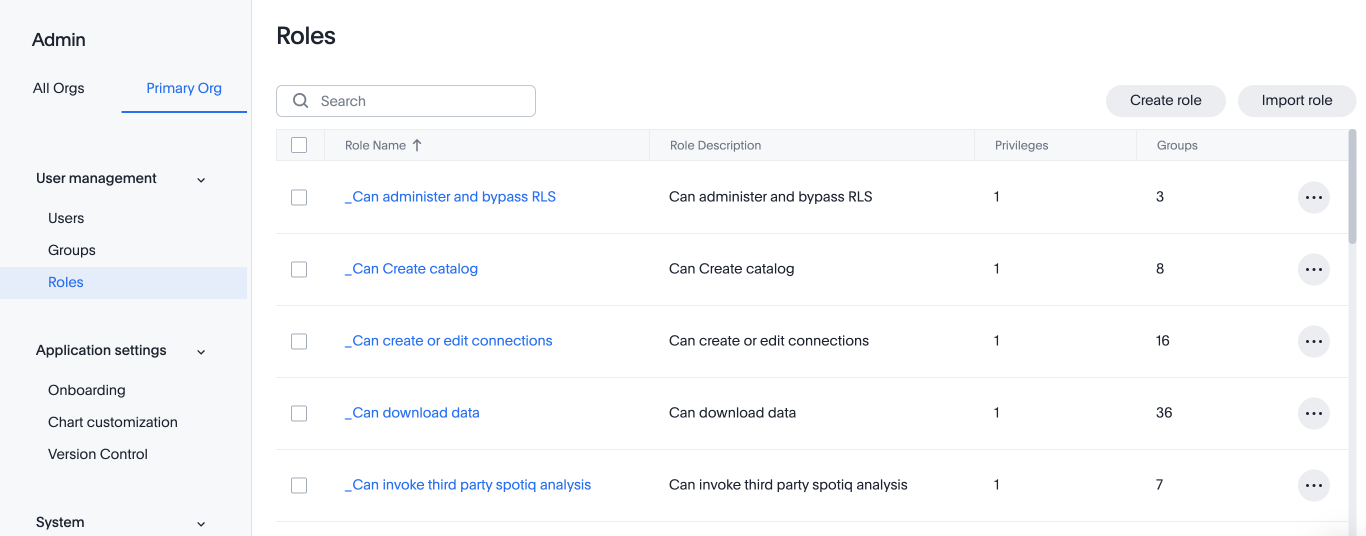 Admin
All Orgs
Primary Org
User management
Users
Groups
Roles
Application settings
Onboarding
Chart customization
Version Control
System
Roles
Search
Create role
Import role
Role Name
Role Description
Privileges
Groups
_Can administer and bypass RLS
Can administer and bypass RLS
1
3
_Can Create catalog
Can Create catalog
1
8
_Can create or edit connections
Can create or edit connections
1
16
_Can download data
Can download data
1
36
_Can invoke third party spotiq analysis
Can invoke third party spotiq analysis
1
7